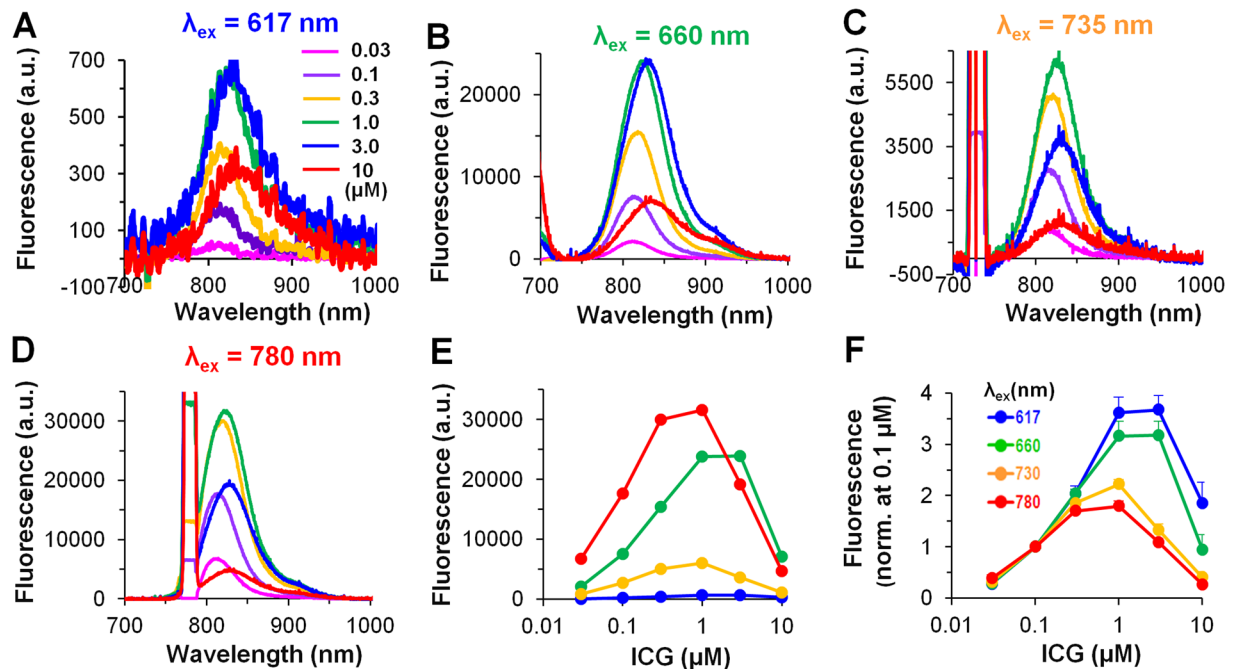 A
λex = 617 nm
Fluorescence (a.u.)
700
500
300
100
-100
700
800
900
1000
Wavelength (nm)
0.03
0.1
0.3
1.0
3.0
10
(µM)
B
λex = 660 nm
Fluorescence (a.u.)
20000
10000
0
700
800
900
1000
Wavelength (nm)
C
λex = 735 nm
Fluorescence (a.u.)
5500
3500
1500
-500
700
800
900
1000
Wavelength (nm)
D
λex = 780 nm
Fluorescence (a.u.)
30000
20000
10000
0
700
800
900
1000
Wavelength (nm)
E
Fluorescence (a.u.)
30000
20000
10000
0
0.01
0.1
1
10
ICG (µM)
F
Fluorescence
(norm. at 0.1 µM)
4
3
2
1
0
λex(nm)
617
660
730
780
0.01
0.1
1
10
ICG (µM)